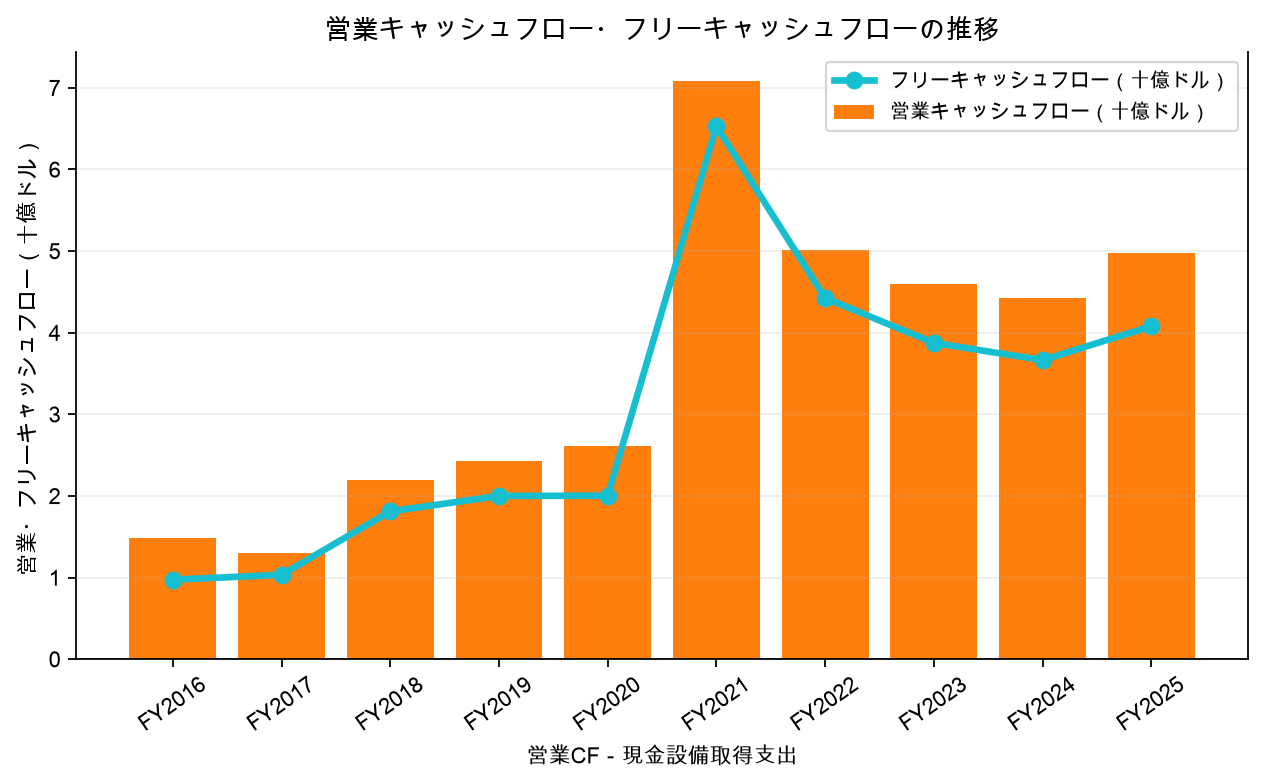 営業キャッシュフロー・フリーキャッシュフローの推移
フリーキャッシュフロー（十億ドル）
営業キャッシュフロー（十億ドル）
営業・フリーキャッシュフロー（十億ドル）
7
6
5
4
3
2
1
0
FY2016
FY2017
FY2018
FY2019
FY2020
FY2021
FY2022
FY2023
FY2024
FY2025
営業CF - 現金設備取得支出